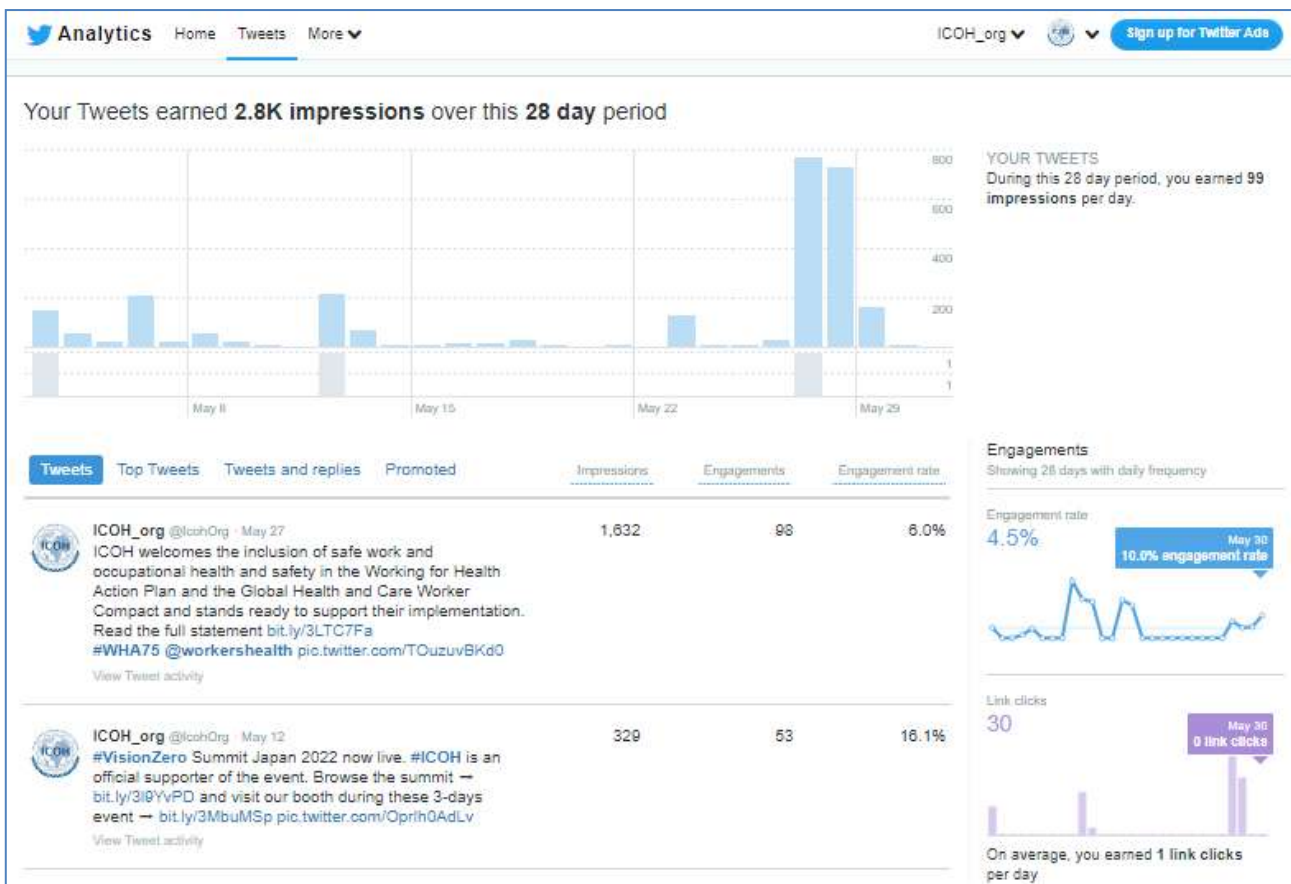 Analytics Home Tweets More ICOH_org Sign up for Twitter Ads
Your Tweets earned 2.8K impressions over this 28 day period
YOUR TWEETS
During this 28 day period, you earned 99
impressions per day.
800
600
400
200
1
1
May 8 May 15 May 22 May 29
Tweets Top Tweets Tweets and replies Promoted Impressions Engagements Engagement rate
ICOH
ICOH_org @IcohOrg · May 27
ICOH welcomes the inclusion of safe work and
occupational health and safety in the Working for Health
Action Plan and the Global Health and Care Worker
Compact and stands ready to support their implementation.
Read the full statement bit.ly/3LTC7Fa
#WHA75 @workershealth pic.twitter.com/TOuzuvBKd0
View Tweet activity
1,632 98 6.0%
ICOH
ICOH_org @IcohOrg · May 12
#VisionZero Summit Japan 2022 now live. #ICOH is an
official supporter of the event. Browse the summit →
bit.ly/3I9YvPD and visit our booth during these 3-days
event → bit.ly/3MbuMSp pic.twitter.com/OprIh0AdLv
View Tweet activity
329 53 16.1%
Engagements
Showing 28 days with daily frequency
Engagement rate
4.5%
May 30
10.0% engagement rate
Link clicks
30
May 30
0 link clicks
On average, you earned 1 link clicks
per day